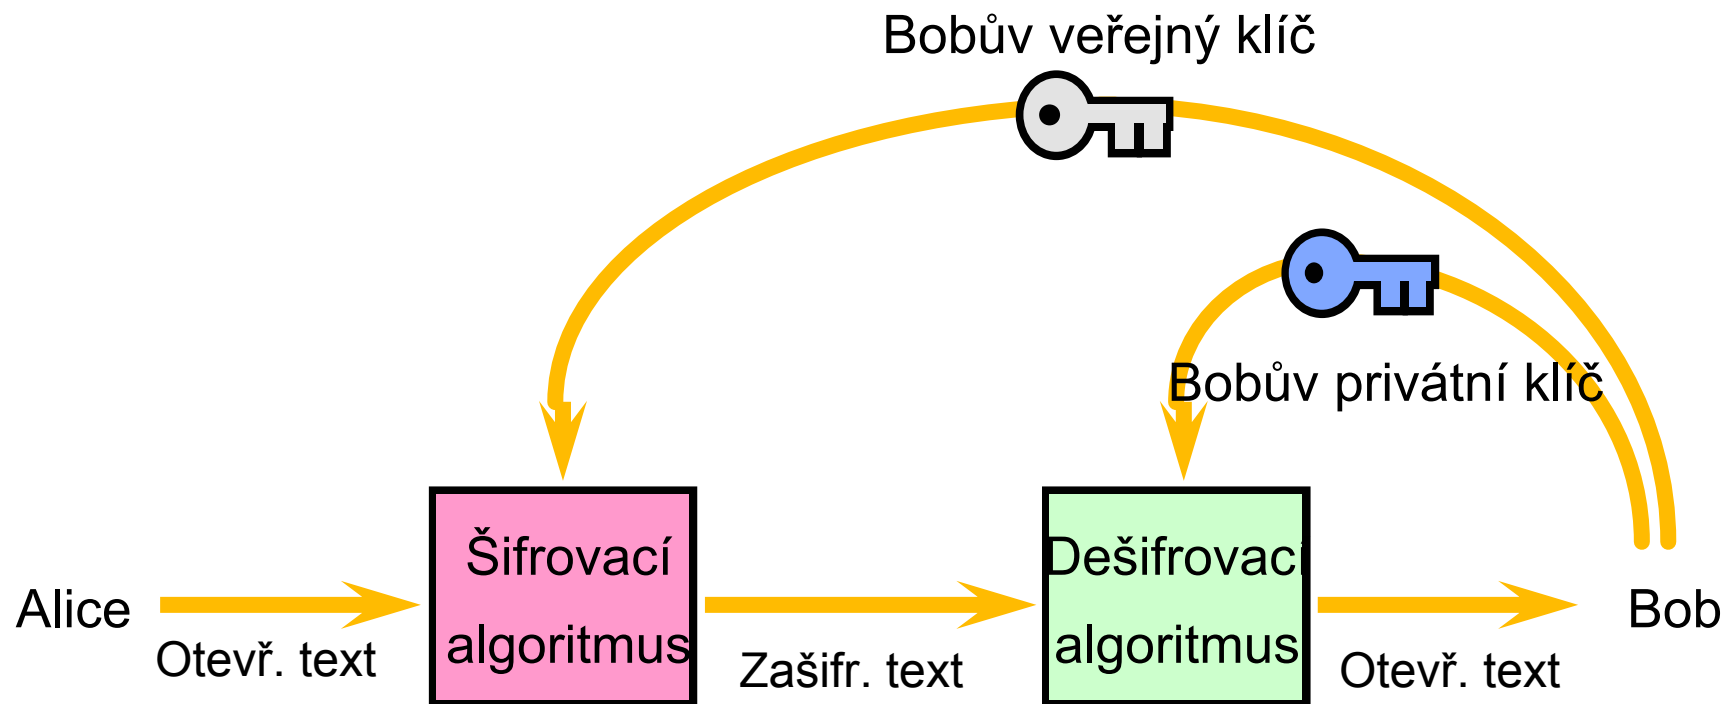 Bobův veřejný klíč
Bobův privátní klíč
Šifrovací
algoritmus
Dešifrovací
algoritmus
Alice
Otevř. text
Zašifr. text
Otevř. text
Bob